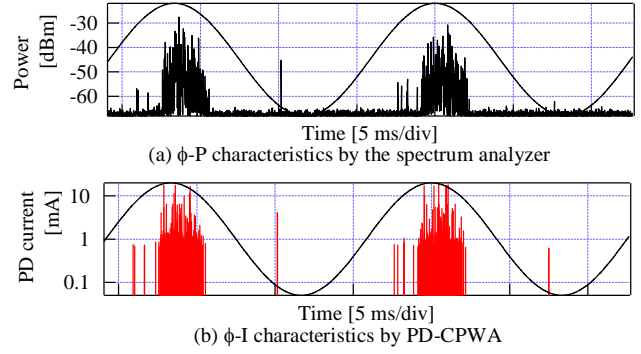 Power
[dBm]
-30
-40
-50
-60
Time [5 ms/div]
(a) ϕ-P characteristics by the spectrum analyzer
PD current
[mA]
10
1
0.1
Time [5 ms/div]
(b) ϕ-I characteristics by PD-CPWA